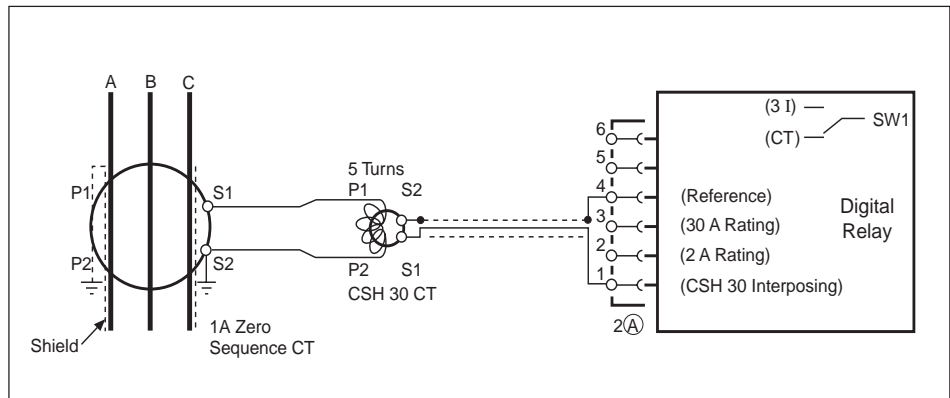 A B C
P1
P2
S1
S2
Shield
1A Zero
Sequence CT
5 Turns
P1 S2
P2 S1
CSH 30 CT
6
5
4
3
2
1
2Ⓐ
(3 I)
(CT)
SW1
(Reference)
(30 A Rating)
(2 A Rating)
(CSH 30 Interposing)
Digital
Relay